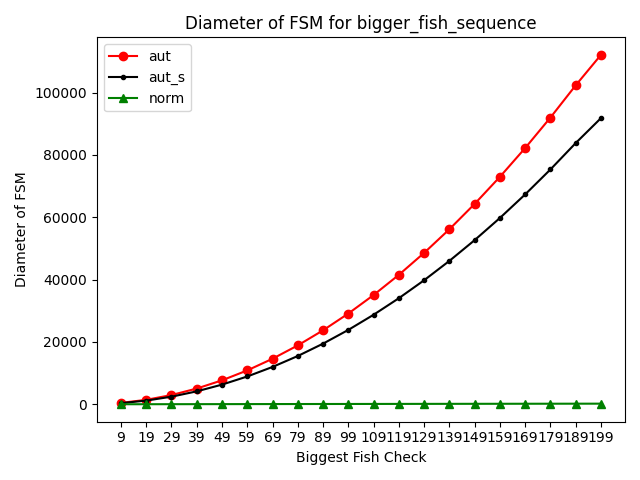 Diameter of FSM for bigger_fish_sequence
aut
aut_s
norm
Diameter of FSM
100000
80000
60000
40000
20000
0
9 19 29 39 49 59 69 79 89 99 109 119 129 139 149 159 169 179 189 199
Biggest Fish Check